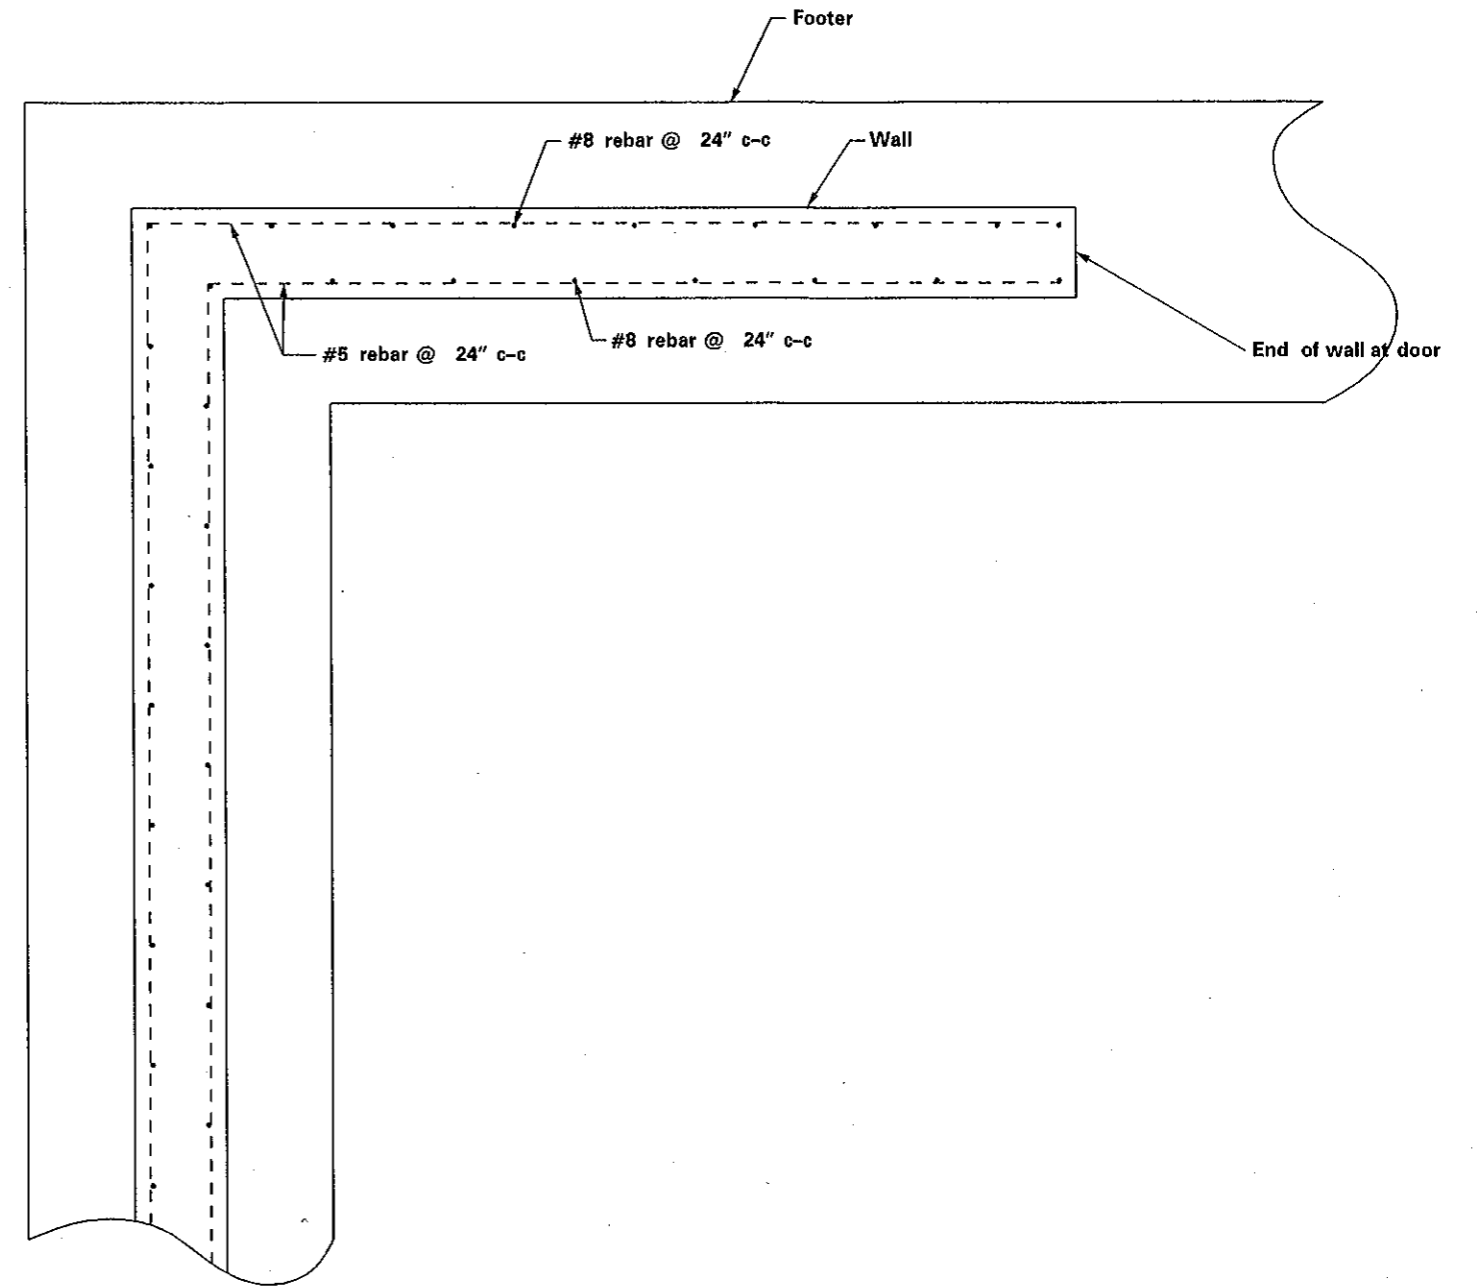 Footer
#8 rebar @ 24" c-c
Wall
#8 rebar @ 24" c-c
#5 rebar @ 24" c-c
End of wall at door